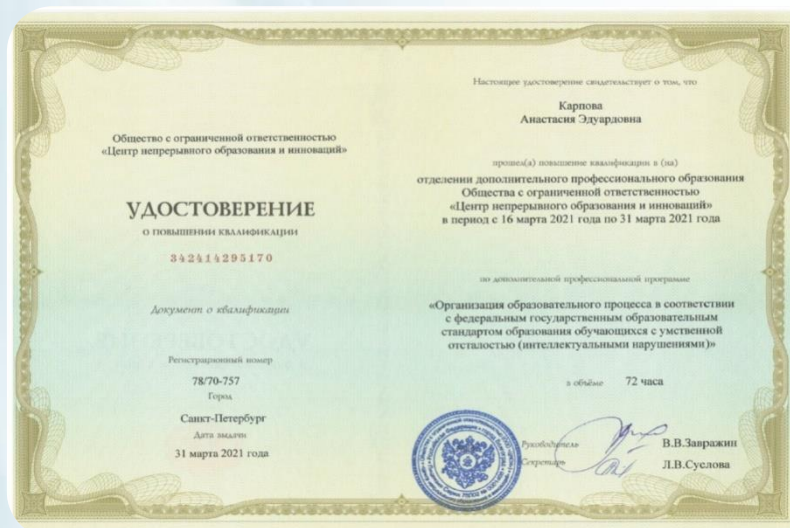 Общество с ограниченной ответственностью
«Центр непрерывного образования и инноваций»
УДОСТОВЕРЕНИЕ
О ПОВЫШЕНИИ КВАЛИФИКАЦИИ
342414295170
Документ о квалификации
Регистрационный номер
78/70-757
Город
Санкт-Петербург
Дата выдачи
31 марта 2021 года
Настоящее удостоверение свидетельствует о том, что
Карпова
Анастасия Эдуардовна
прошел(а) повышение квалификации в (на)
отделении дополнительного профессионального образования
Общества с ограниченной ответственностью
«Центр непрерывного образования и инноваций»
в период с 16 марта 2021 года по 31 марта 2021 года
по дополнительной профессиональной программе
«Организация образовательного процесса в соответствии
с федеральным государственным образовательным
стандартом образования обучающихся с умственной
отсталостью (интеллектуальными нарушениями)»
в объёме 72 часа
Руководитель В.В.Завражин
Секретарь Л.В.Суслова